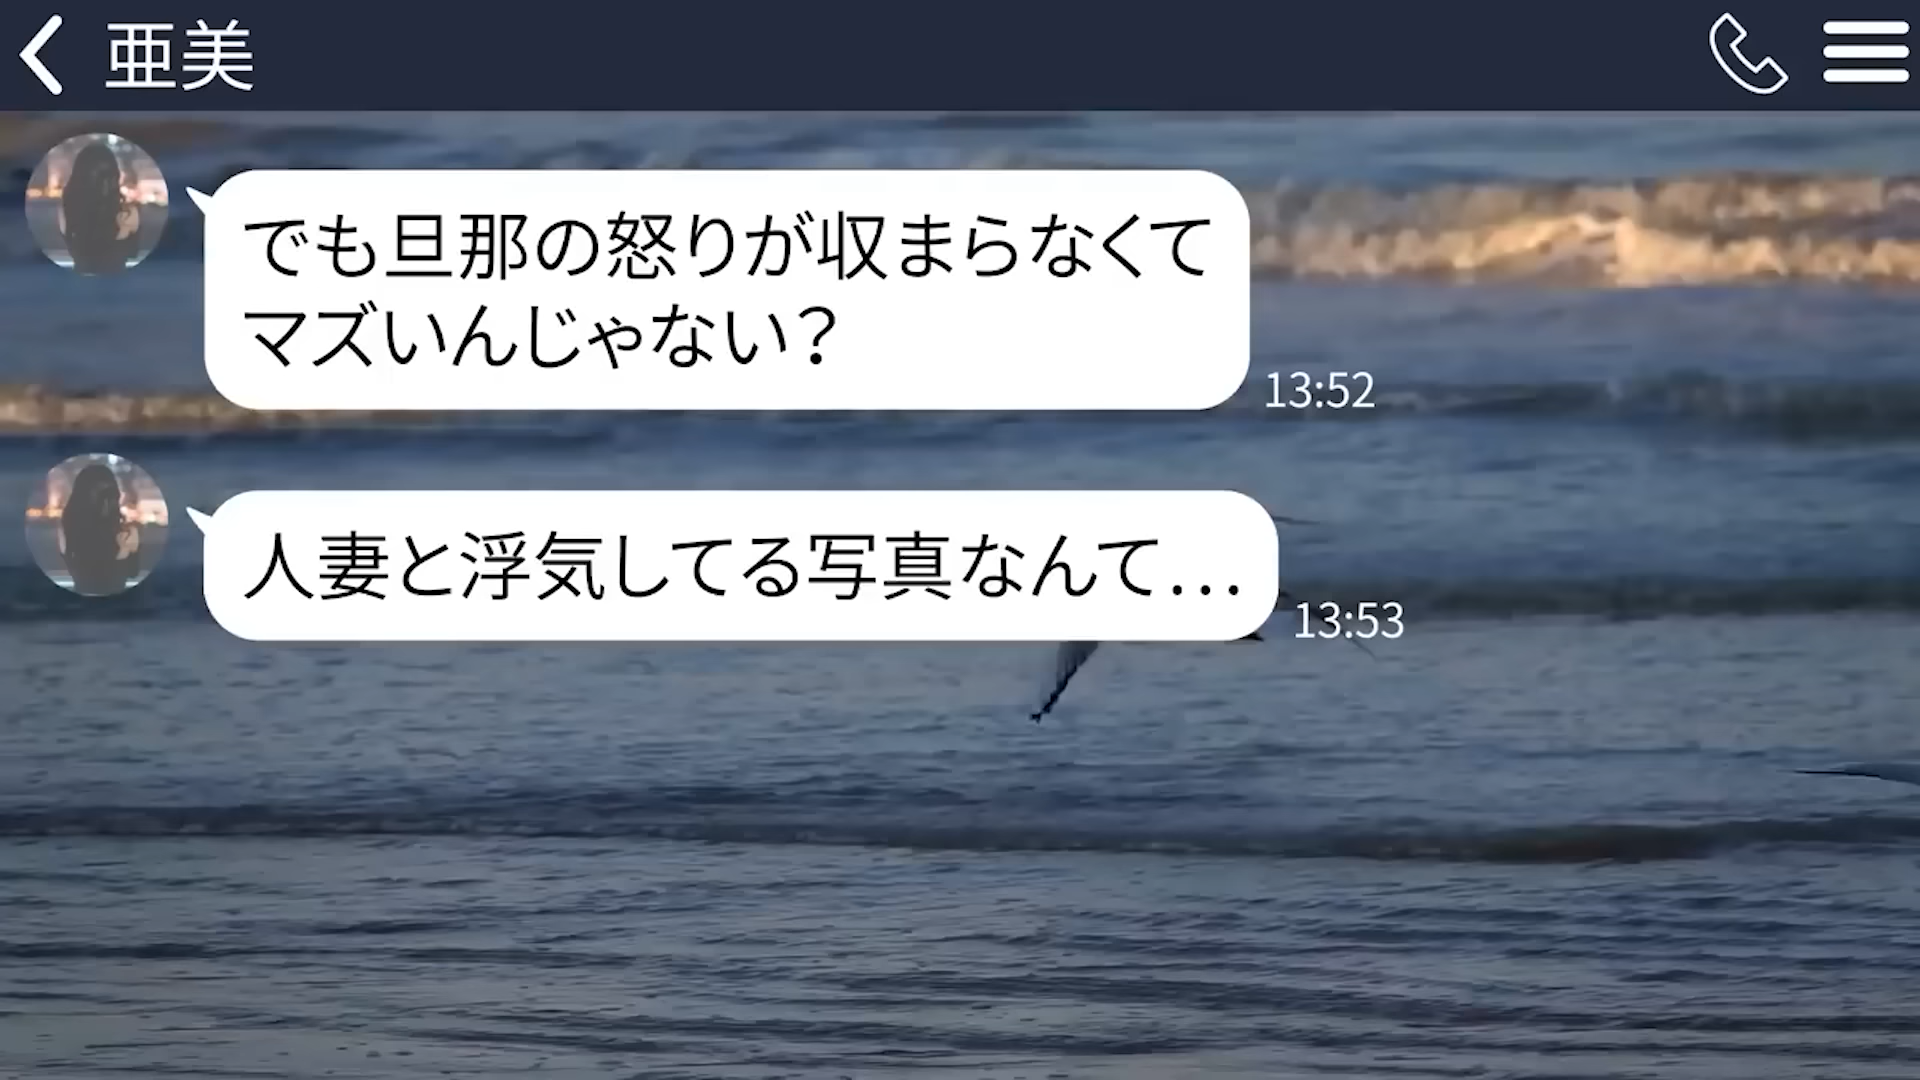 亜美
でも旦那の怒りが収まらなくて
マズいんじゃない？
13:52
人妻と浮気してる写真なんて…
13:53